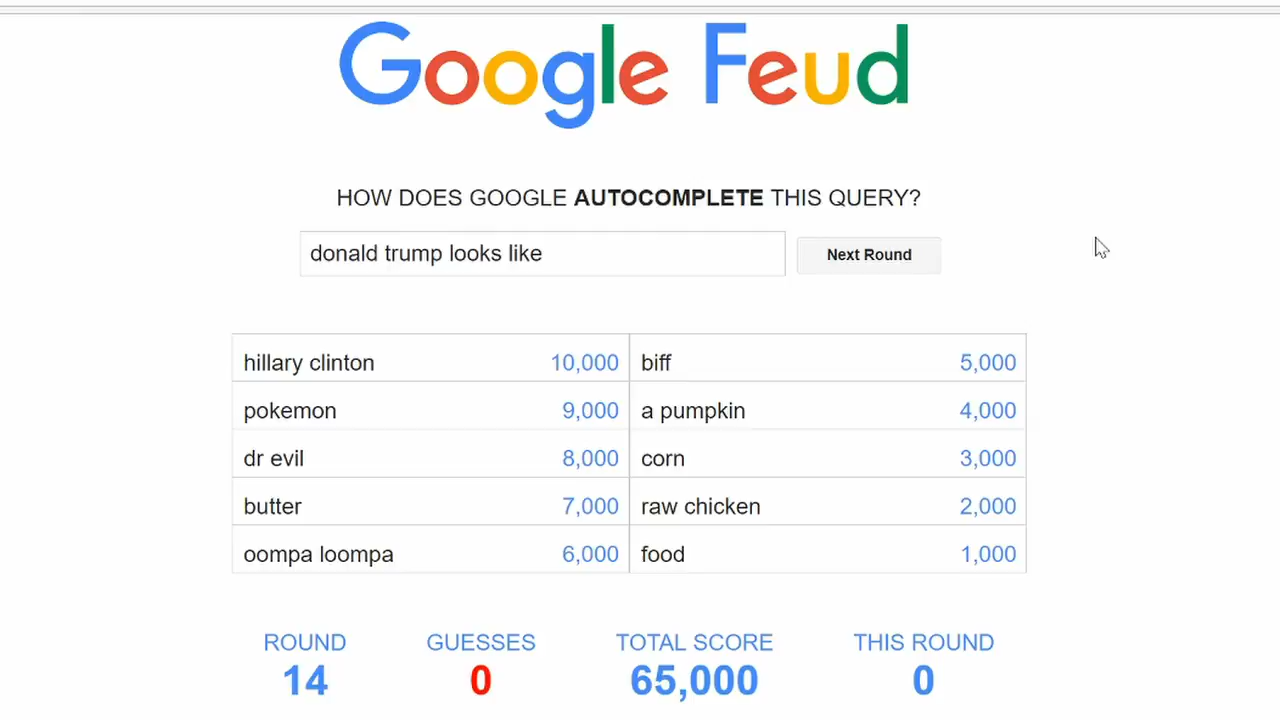 Google Feud
HOW DOES GOOGLE AUTOCOMPLETE THIS QUERY?
donald trump looks like
Next Round
hillary clinton 10,000 biff 5,000
pokemon 9,000 a pumpkin 4,000
dr evil 8,000 corn 3,000
butter 7,000 raw chicken 2,000
oompa loompa 6,000 food 1,000
ROUND GUESSES TOTAL SCORE THIS ROUND
14 0 65,000 0